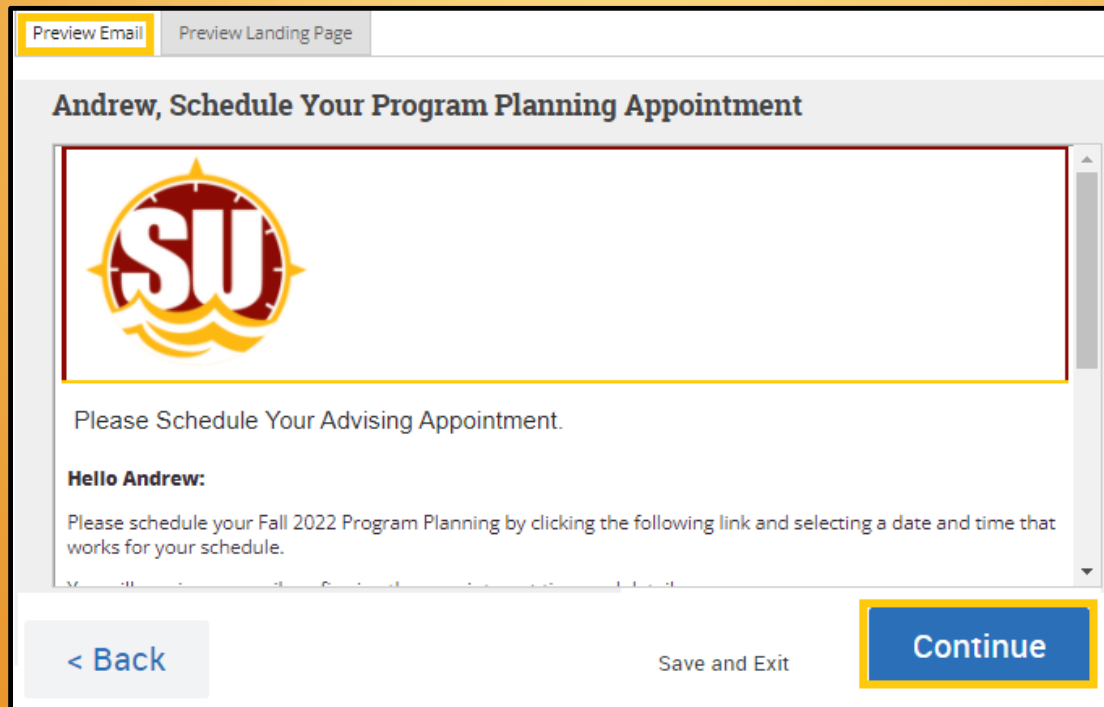 Preview Email
Preview Landing Page
Andrew, Schedule Your Program Planning Appointment
SU
Please Schedule Your Advising Appointment.
Hello Andrew:
Please schedule your Fall 2022 Program Planning by clicking the following link and selecting a date and time that
works for your schedule.
< Back
Save and Exit
Continue